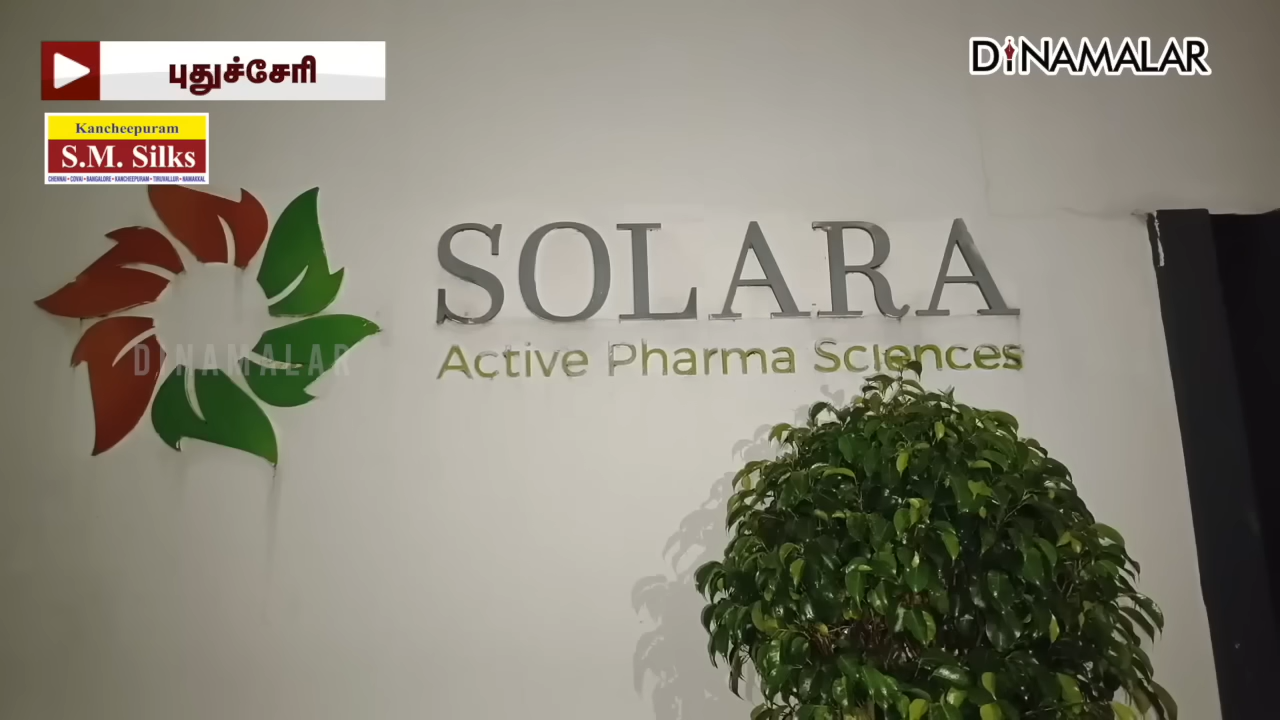 புதுச்சேரி
DINAMALAR
Kancheepuram
S.M. Silks
CHENNAI • COVAI • BANGALORE • KANCHEEPURAM • TIRUVALLUR • NAMAKKAL
SOLARA
Active Pharma Sciences
DINAMALAR